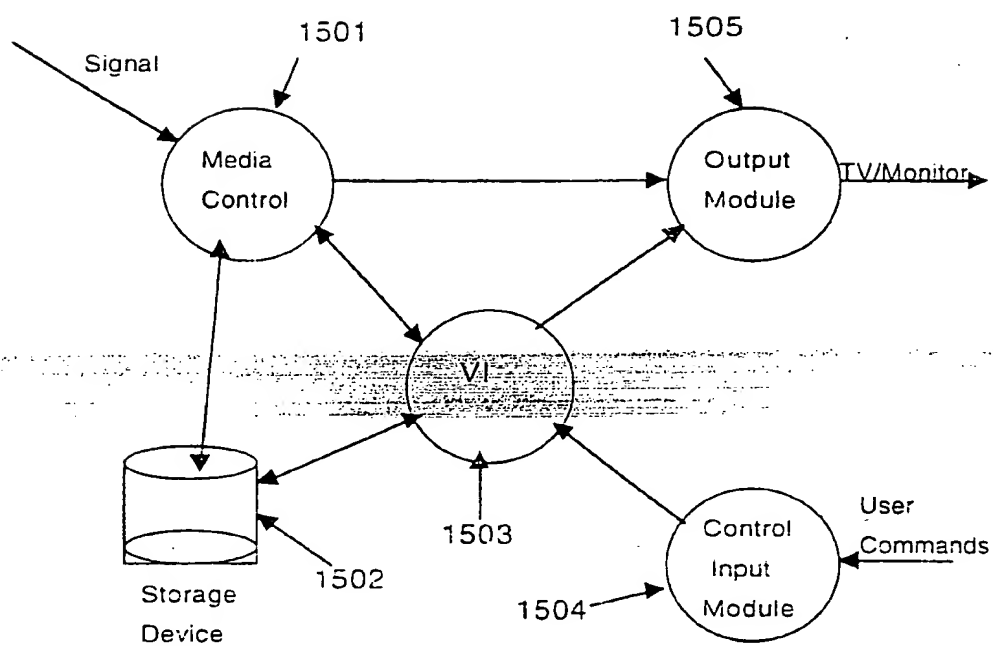 1501
1505
Signal
Media
Control
Output
Module
TV/Monitor
VI
1503
1502
Storage
Device
1504
Control
Input
Module
User
Commands